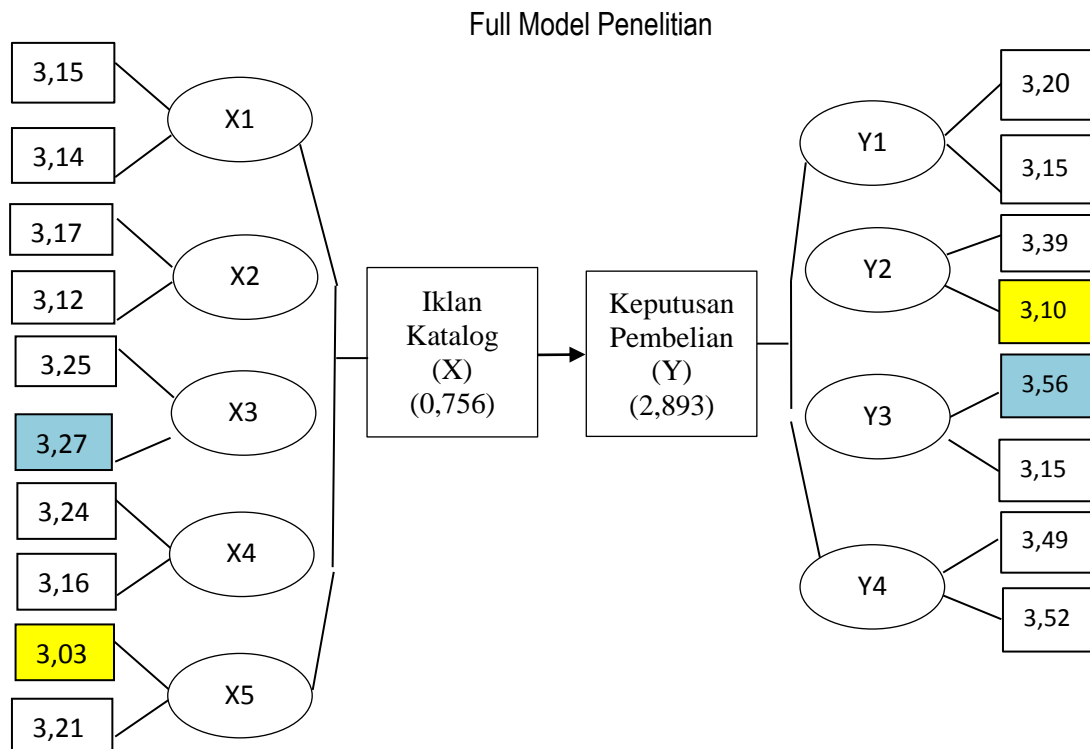 Full Model Penelitian
3,15
3,14
X1
3,17
3,12
X2
3,25
3,27
X3
3,24
3,16
X4
3,03
3,21
X5
Iklan
Katalog
(X)
(0,756)
Keputusan
Pembelian
(Y)
(2,893)
Y1
3,20
3,15
Y2
3,39
3,10
Y3
3,56
3,15
Y4
3,49
3,52